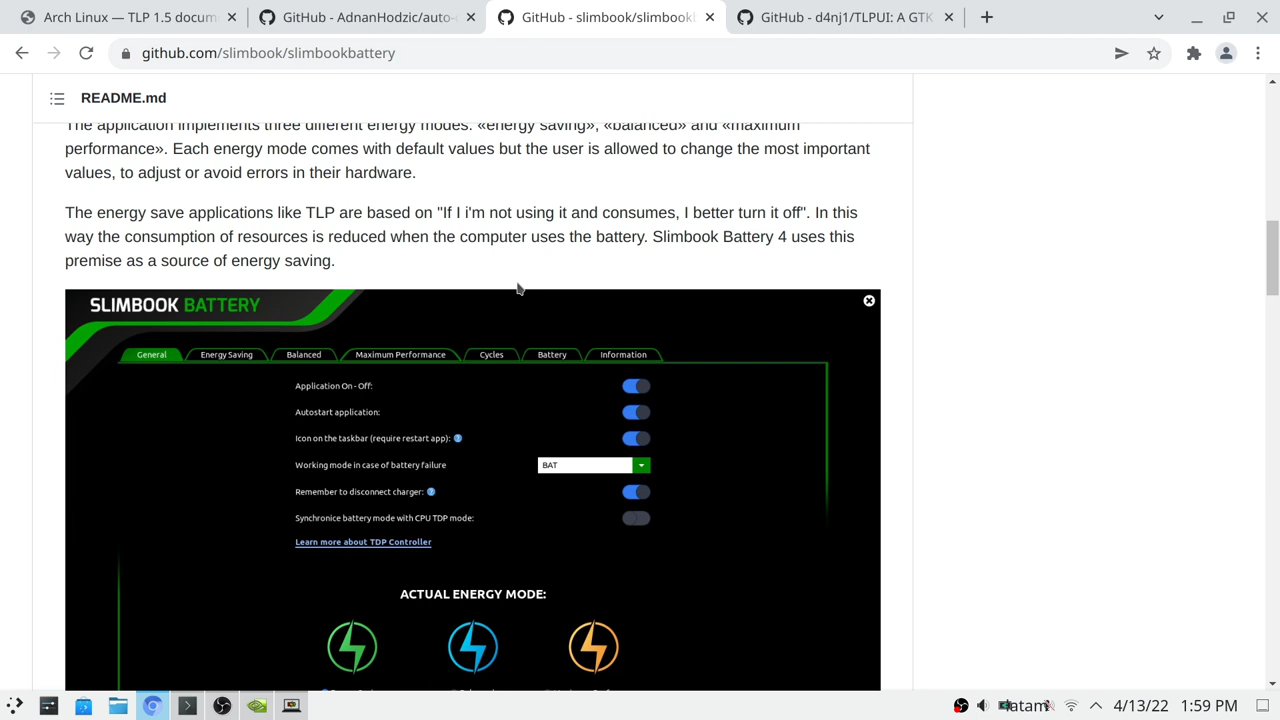 Arch Linux — TLP 1.5 docum
GitHub - AdnanHodzic/auto-
GitHub - slimbook/slimbookl
GitHub - d4nj1/TLPUI: A GTK
github.com/slimbook/slimbookbattery
README.md
The application implements three different energy modes: «energy saving», «balanced» and «maximum
performance». Each energy mode comes with default values but the user is allowed to change the most important
values, to adjust or avoid errors in their hardware.
The energy save applications like TLP are based on "If I i'm not using it and consumes, I better turn it off". In this
way the consumption of resources is reduced when the computer uses the battery. Slimbook Battery 4 uses this
premise as a source of energy saving.
SLIMBOOK BATTERY
General
Energy Saving
Balanced
Maximum Performance
Cycles
Battery
Information
Application On - Off:
Autostart application:
Icon on the taskbar (require restart app):
Working mode in case of battery failure
BAT
Remember to disconnect charger:
Synchronice battery mode with CPU TDP mode:
Learn more about TDP Controller
ACTUAL ENERGY MODE:
latam
4/13/22
1:59 PM